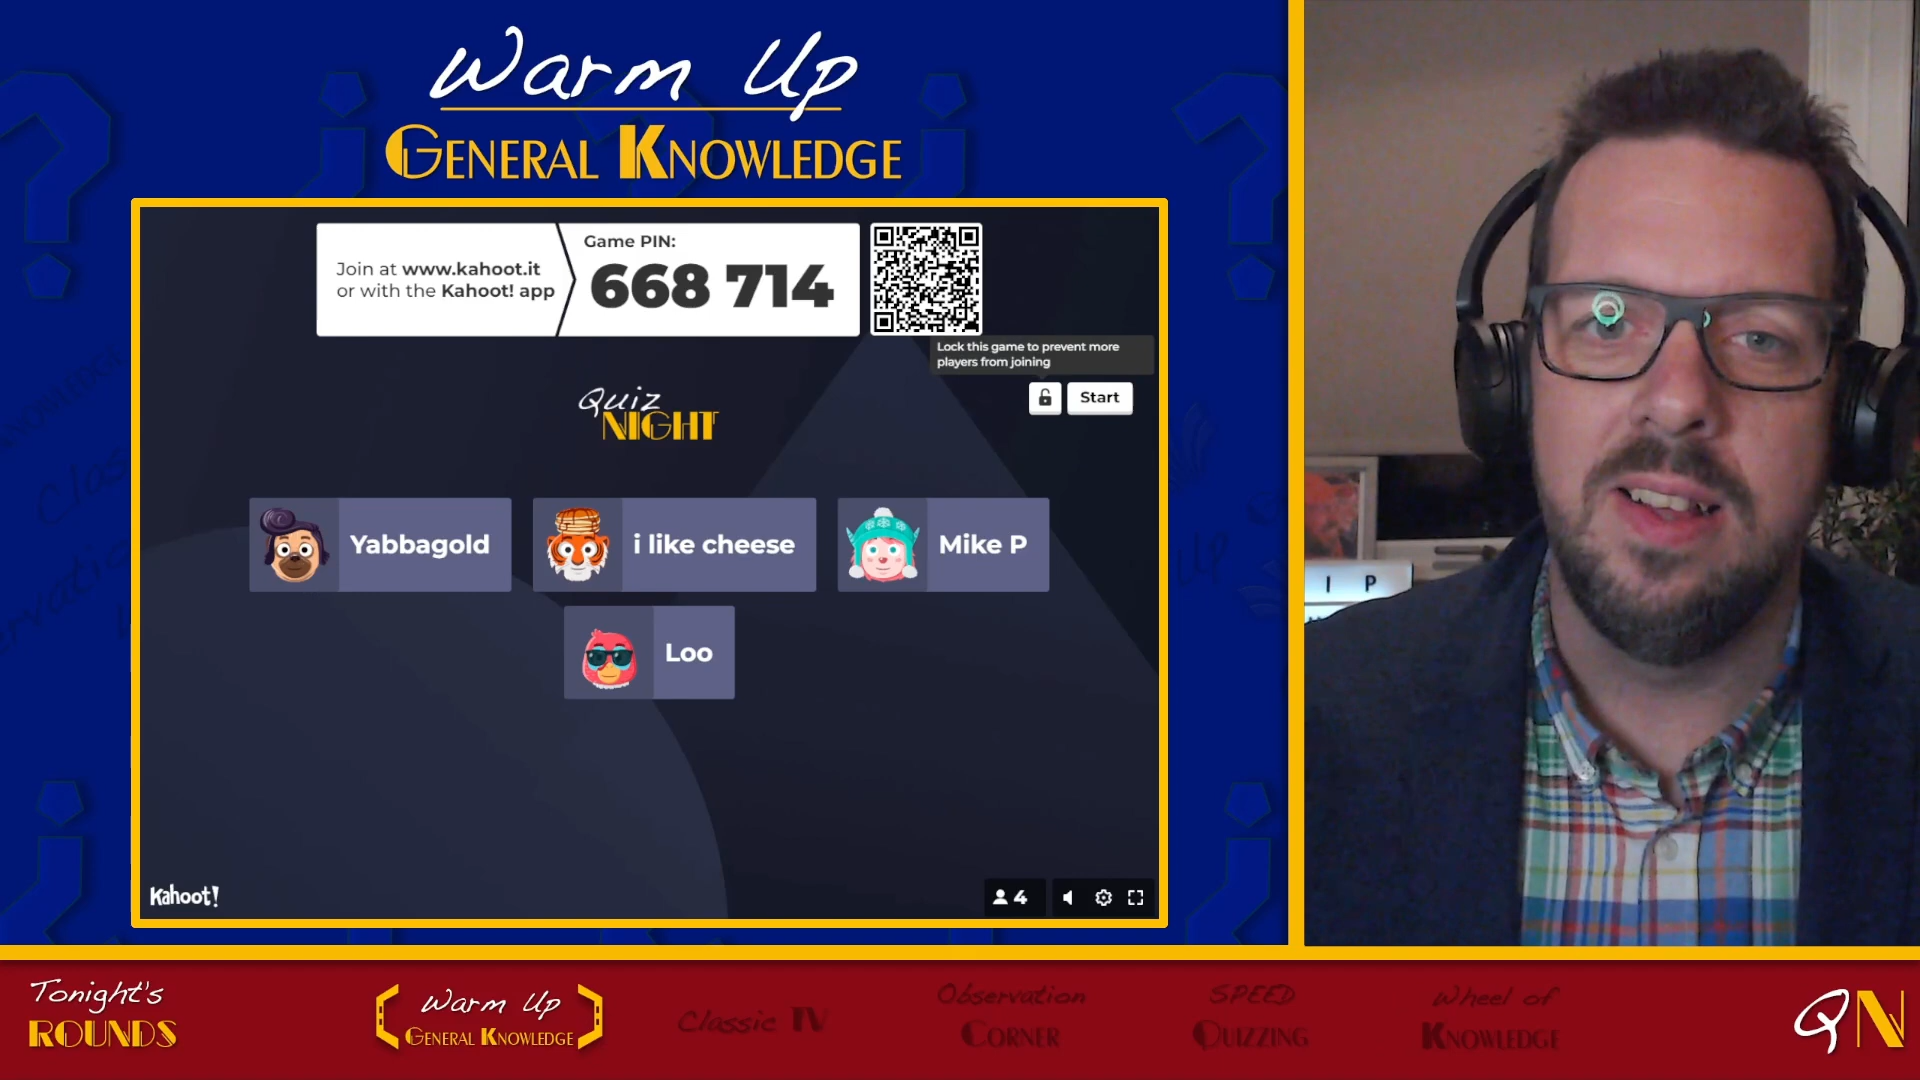 Warm Up
GENERAL KNOWLEDGE
Join at www.kahoot.it
or with the Kahoot! app
Game PIN:
668 714
Lock this game to prevent more
players from joining
Start
Quiz
NIGHT
Yabbagold
i like cheese
Mike P
Loo
Kahoot!
4
I P
Tonight's
ROUNDS
Warm Up
GENERAL KNOWLEDGE
Classic TV
Observation
CORNER
SPEED
QUIZZING
Wheel of
KNOWLEDGE
QN